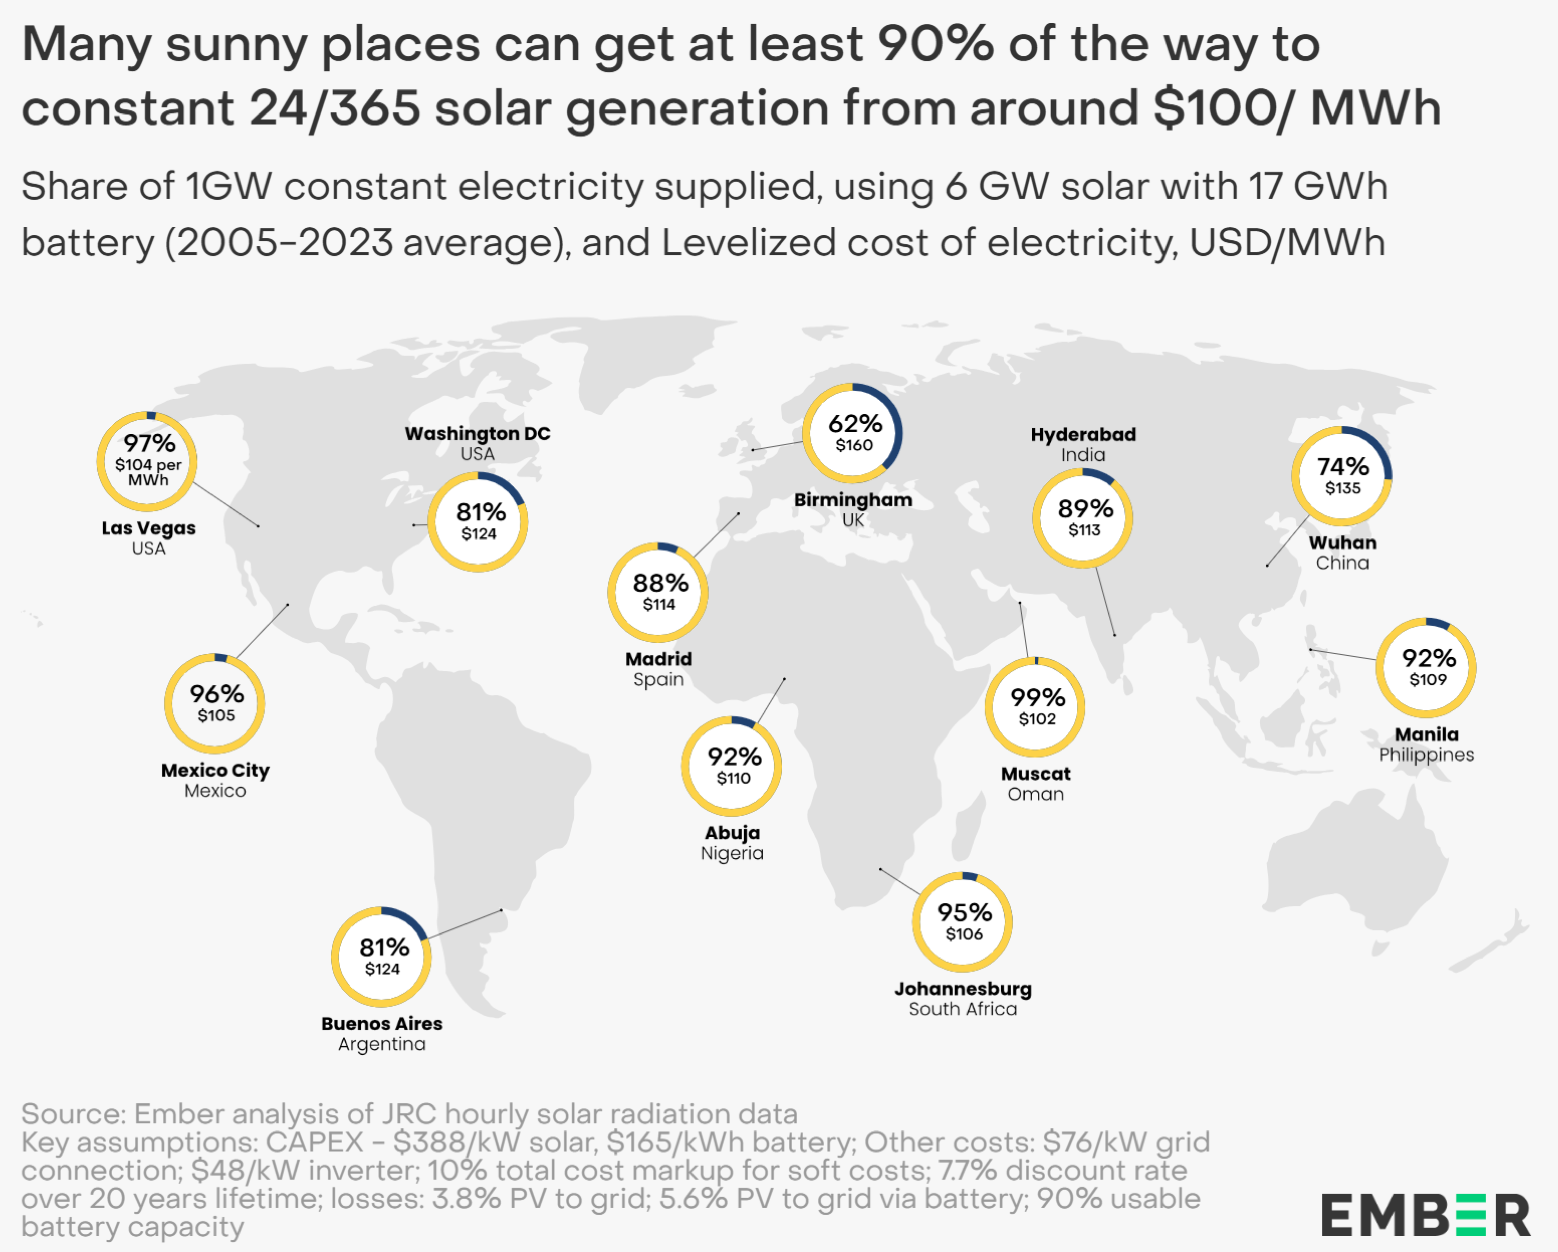 Many sunny places can get at least 90% of the way to
constant 24/365 solar generation from around $100/ MWh
Share of 1GW constant electricity supplied, using 6 GW solar with 17 GWh
battery (2005-2023 average), and Levelized cost of electricity, USD/MWh
97%
$104 per
MWh
Las Vegas
USA
Washington DC
USA
81%
$124
62%
$160
Birmingham
UK
Hyderabad
India
89%
$113
74%
$135
Wuhan
China
88%
$114
Madrid
Spain
96%
$105
Mexico City
Mexico
92%
$110
Abuja
Nigeria
99%
$102
Muscat
Oman
92%
$109
Manila
Philippines
81%
$124
Buenos Aires
Argentina
95%
$106
Johannesburg
South Africa
Source: Ember analysis of JRC hourly solar radiation data
Key assumptions: CAPEX - $388/kW solar, $165/kWh battery; Other costs: $76/kW grid
connection; $48/kW inverter; 10% total cost markup for soft costs; 7.7% discount rate
over 20 years lifetime; losses: 3.8% PV to grid; 5.6% PV to grid via battery; 90% usable
battery capacity
EMBER